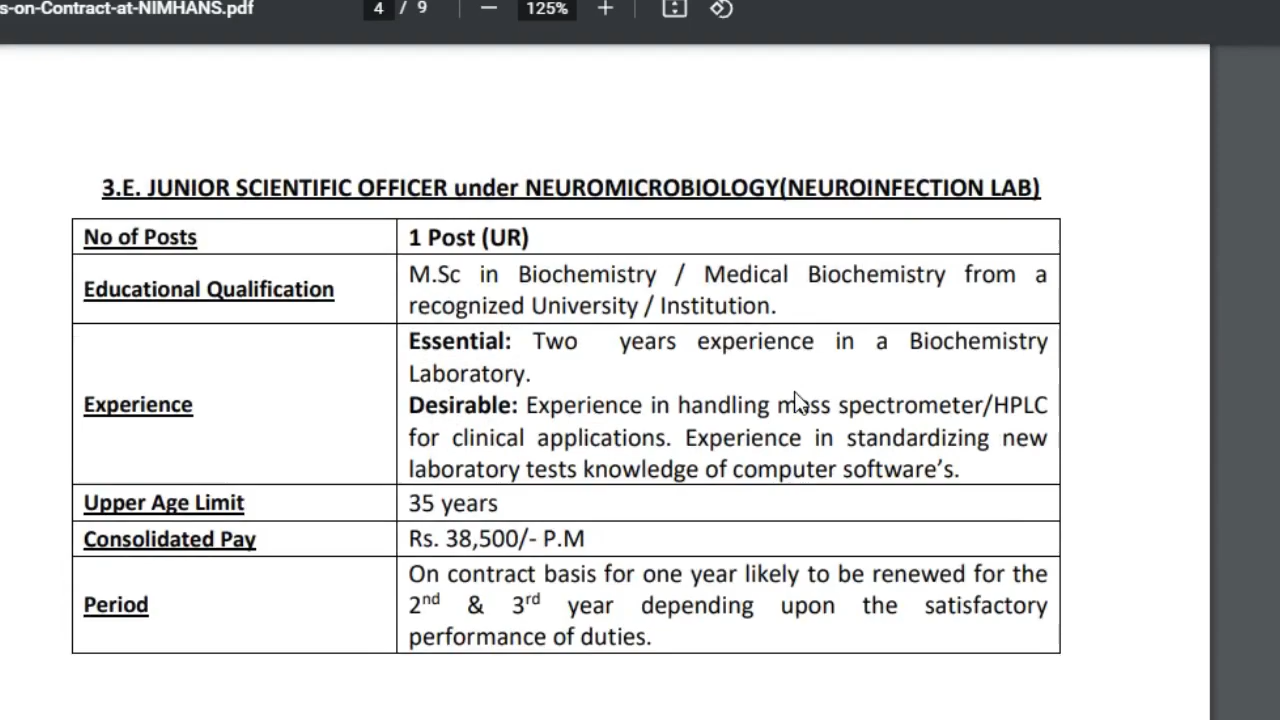 s-on-Contract-at-NIMHANS.pdf 4 / 9 125%
3.E. JUNIOR SCIENTIFIC OFFICER under NEUROMICROBIOLOGY(NEUROINFECTION LAB)
No of Posts 1 Post (UR)
Educational Qualification
M.Sc in Biochemistry / Medical Biochemistry from a
recognized University / Institution.
Experience
Essential: Two years experience in a Biochemistry
Laboratory.
Desirable: Experience in handling mass spectrometer/HPLC
for clinical applications. Experience in standardizing new
laboratory tests knowledge of computer software's.
Upper Age Limit 35 years
Consolidated Pay Rs. 38,500/- P.M
Period
On contract basis for one year likely to be renewed for the
2nd & 3rd year depending upon the satisfactory
performance of duties.